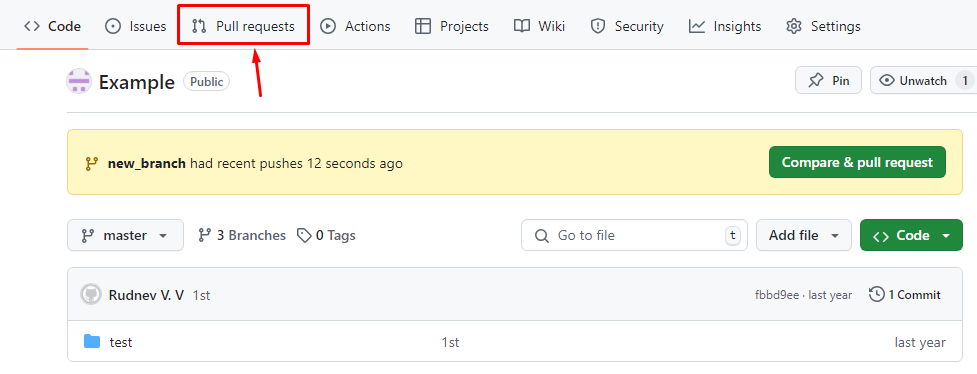 Code Issues Pull requests Actions Projects Wiki Security Insights Settings
Example Public Pin Unwatch 1
new_branch had recent pushes 12 seconds ago Compare & pull request
master 3 Branches 0 Tags Go to file t Add file Code
Rudnev V. V 1st fbbd9ee · last year 1 Commit
test 1st last year